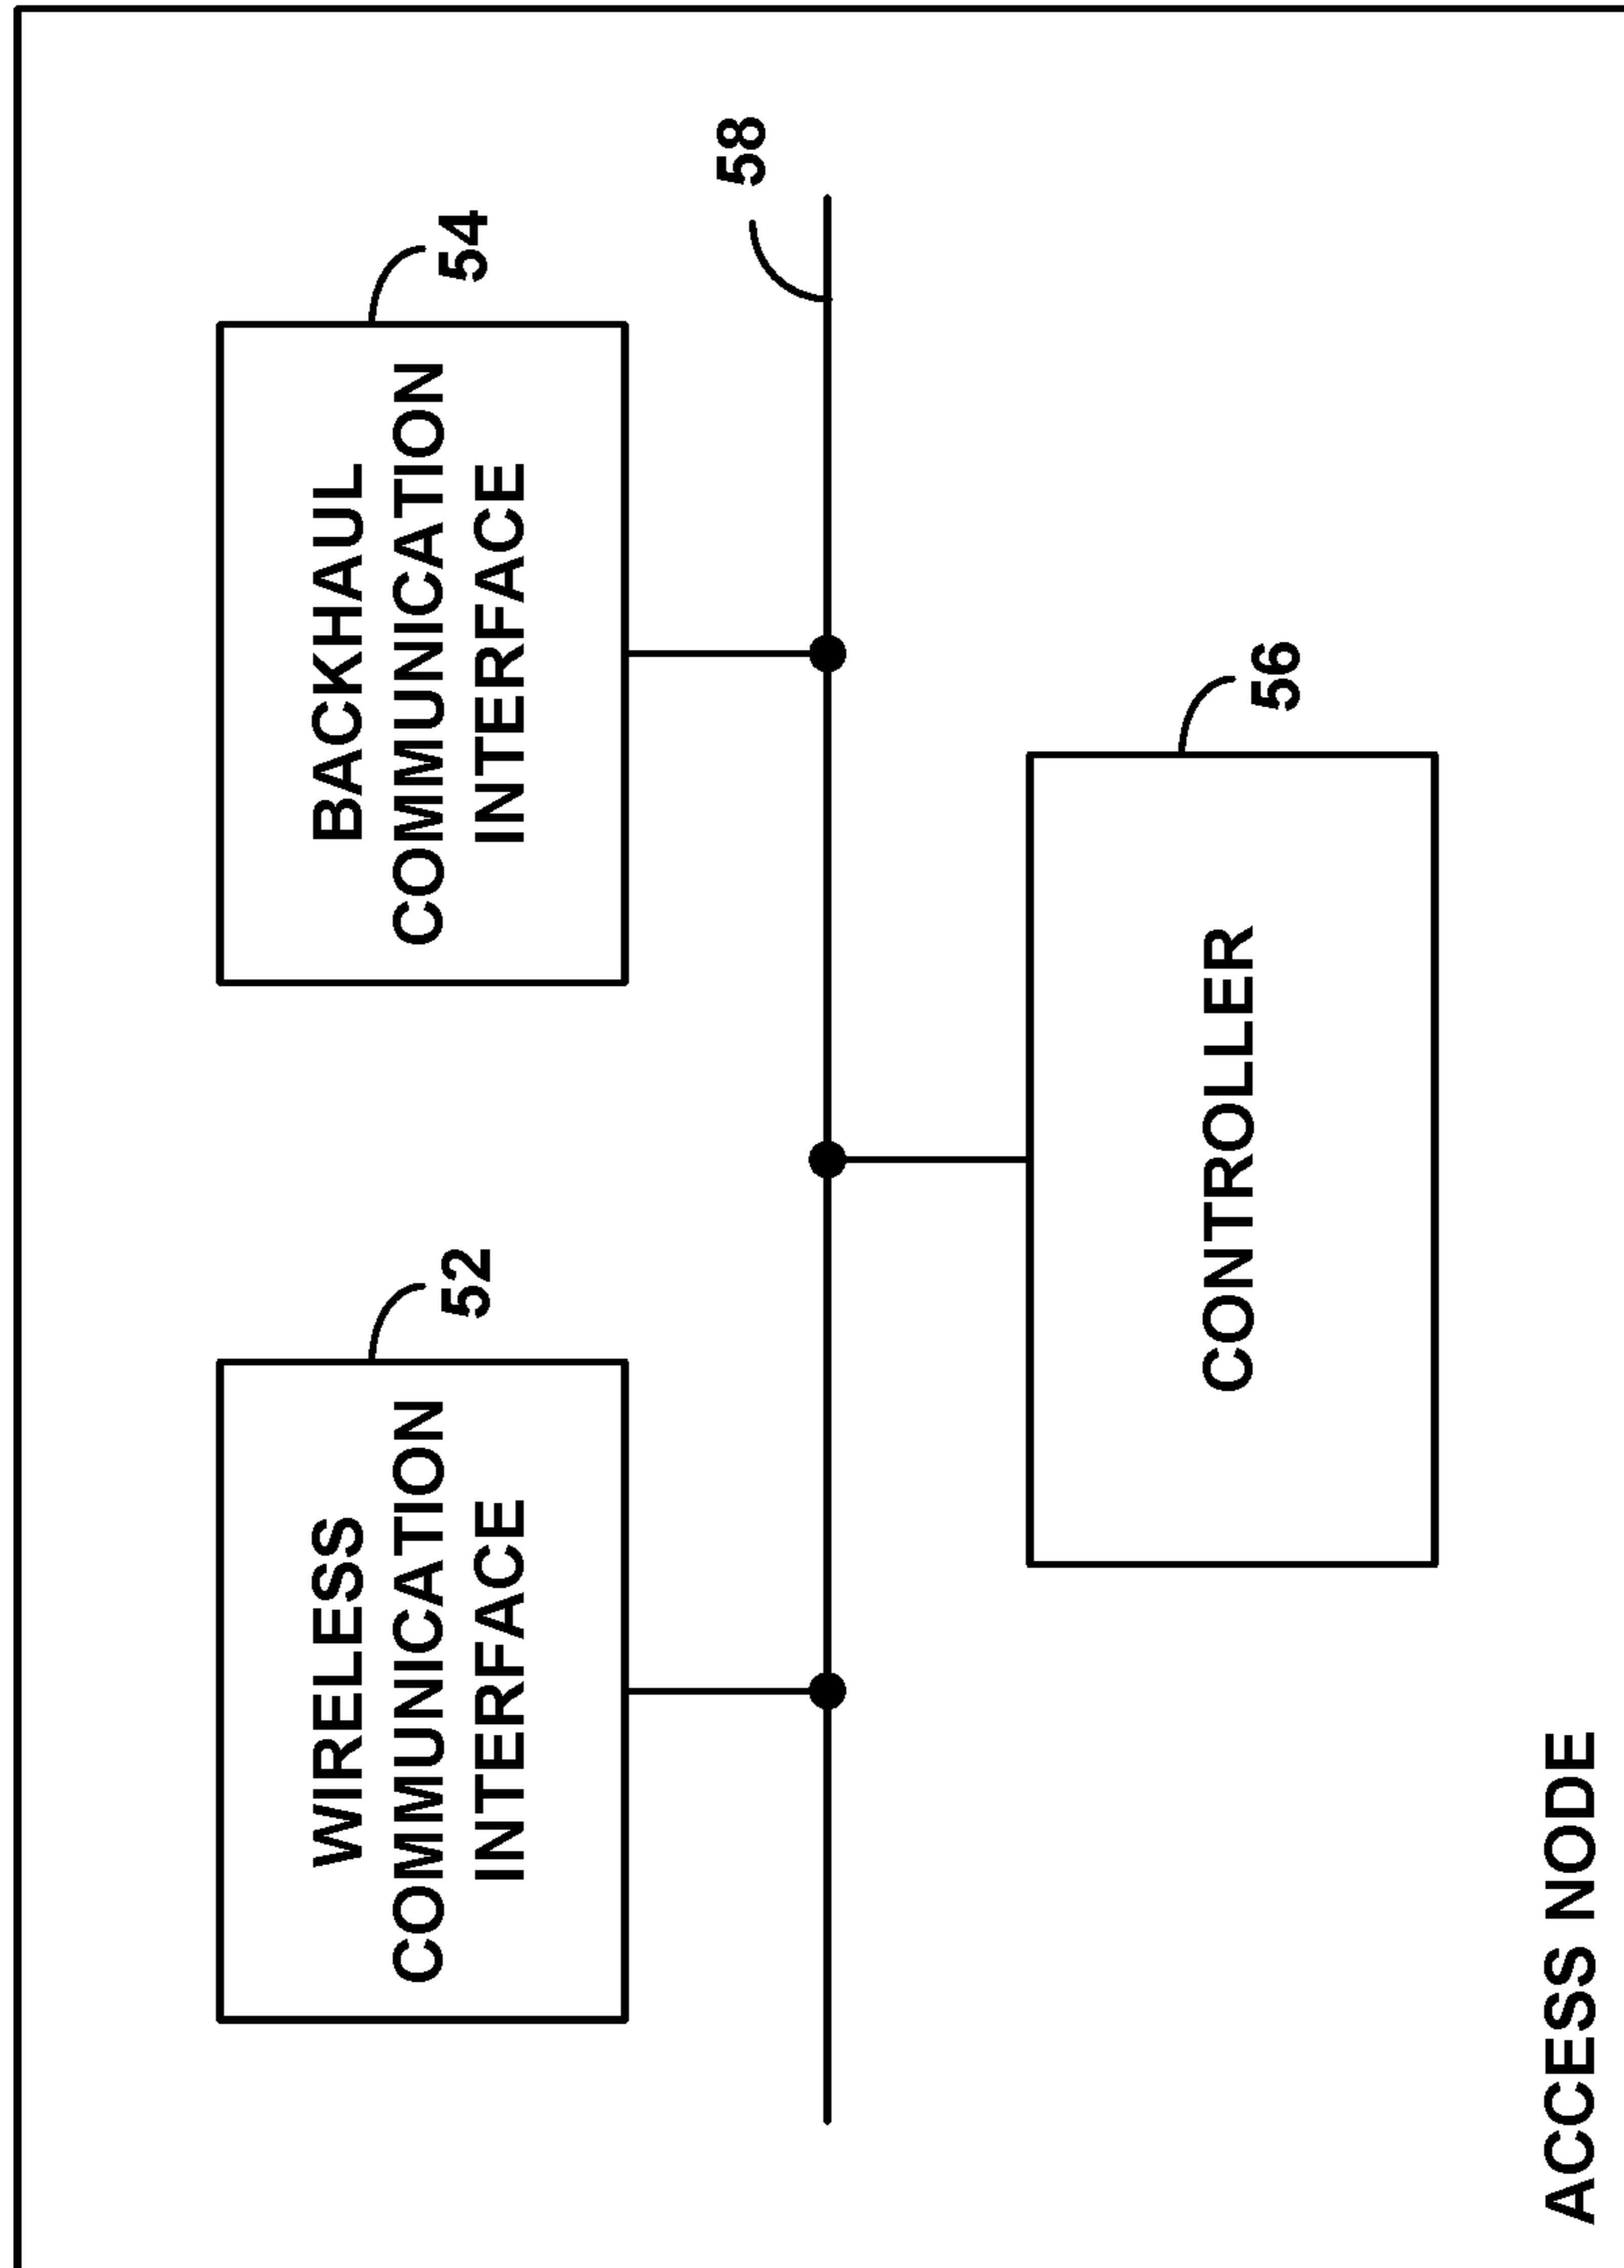 WIRELESS
COMMUNICATION
INTERFACE
52
BACKHAUL
COMMUNICATION
INTERFACE
54
58
CONTROLLER
56
ACCESS NODE